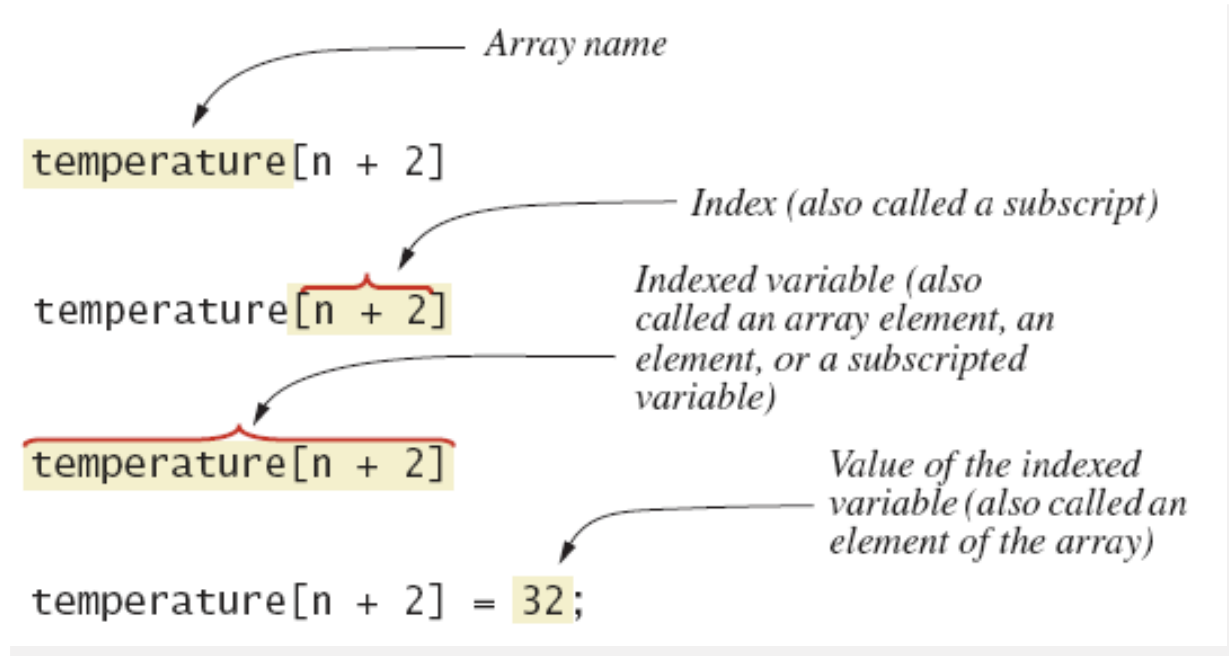 Array name
temperature[n + 2]
Index (also called a subscript)
temperature[n + 2]
Indexed variable (also
called an array element, an
element, or a subscripted
variable)
temperature[n + 2]
Value of the indexed
variable (also called an
element of the array)
temperature[n + 2] = 32;